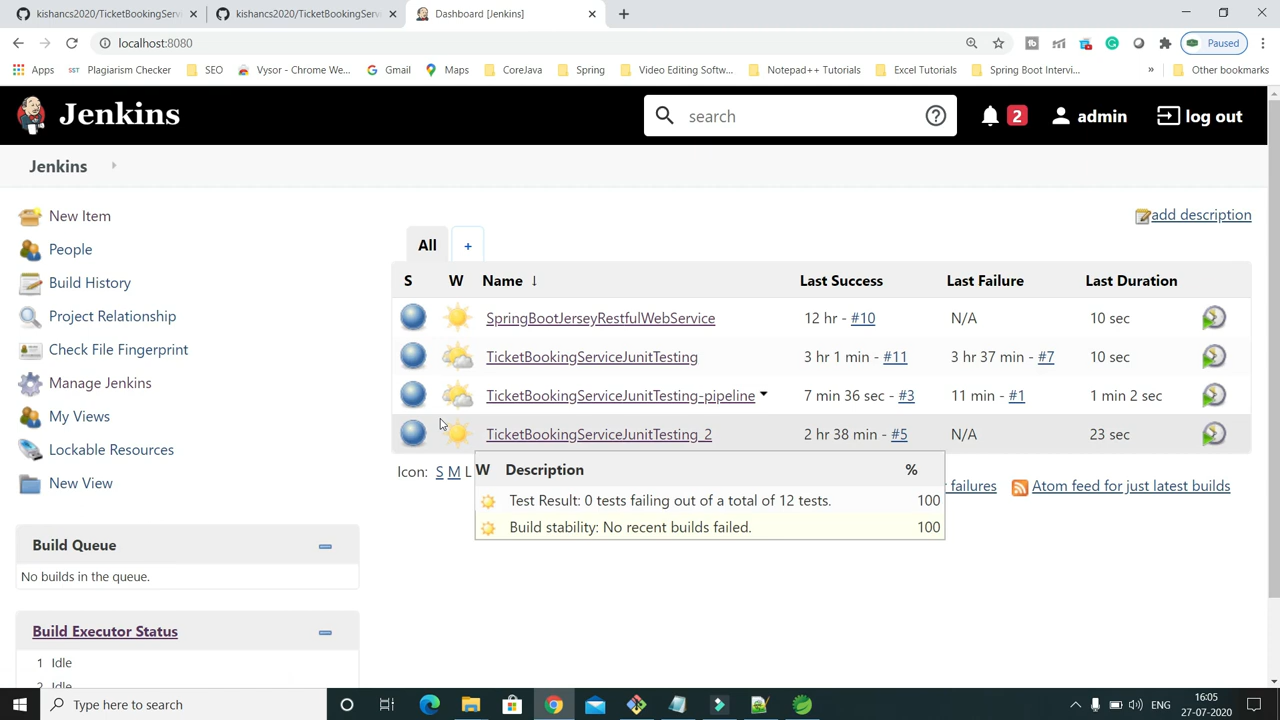 kishancs2020/TicketBookingServ
kishancs2020/TicketBookingServ
Dashboard [Jenkins]
localhost:8080
Paused
Apps
SST
Plagiarism Checker
SEO
Vysor - Chrome We...
Gmail
Maps
CoreJava
Spring
Video Editing Softw...
Notepad++ Tutorials
Excel Tutorials
Spring Boot Intervi...
»
Other bookmarks
Jenkins
search
2
admin
log out
Jenkins
New Item
People
Build History
Project Relationship
Check File Fingerprint
Manage Jenkins
My Views
Lockable Resources
New View
add description
All
+
S W Name ↓ Last Success Last Failure Last Duration
SpringBootJerseyRestfulWebService 12 hr - #10 N/A 10 sec
TicketBookingServiceJunitTesting 3 hr 1 min - #11 3 hr 37 min - #7 10 sec
TicketBookingServiceJunitTesting-pipeline 7 min 36 sec - #3 11 min - #1 1 min 2 sec
TicketBookingServiceJunitTesting_2 2 hr 38 min - #5 N/A 23 sec
Icon: S M L
r failures
Atom feed for just latest builds
W Description %
Test Result: 0 tests failing out of a total of 12 tests. 100
Build stability: No recent builds failed. 100
Build Queue
No builds in the queue.
Build Executor Status
1 Idle
2 Idle
Type here to search
ENG
16:05
27-07-2020